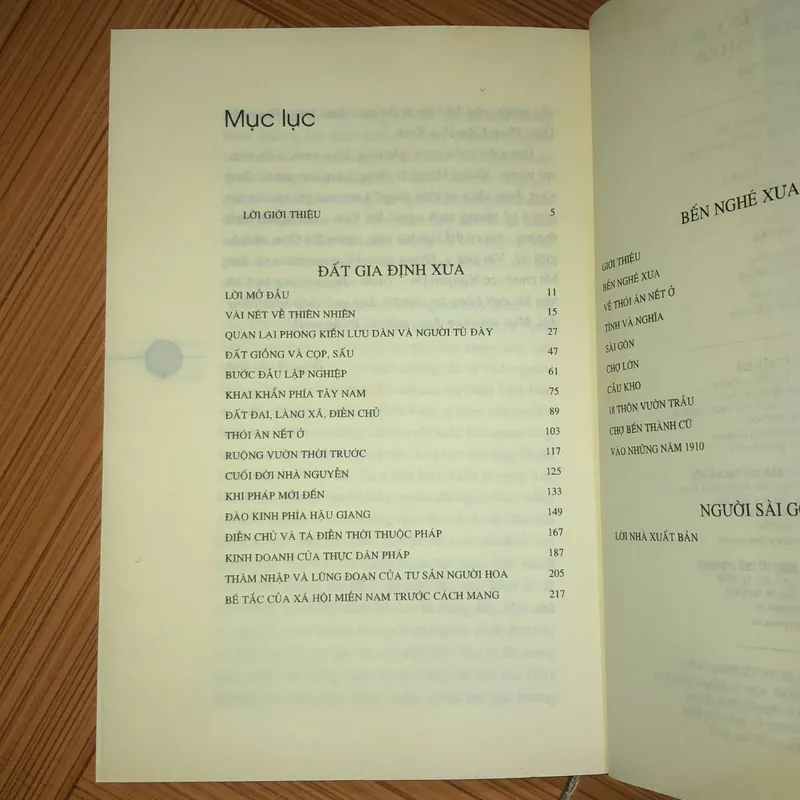 Mục lục
LỜI GIỚI THIỆU 5
ĐẤT GIA ĐỊNH XƯA
LỜI MỞ ĐẦU 11
VÀI NÉT VỀ THIÊN NHIÊN 15
QUAN LẠI PHONG KIẾN LƯU DÂN VÀ NGƯỜI TÙ ĐÀY 27
ĐẤT GIỒNG VÀ CỌP, SẤU 47
BƯỚC ĐẦU LẬP NGHIỆP 61
KHAI KHẨN PHÍA TÂY NAM 75
ĐẤT ĐAI, LÀNG XÃ, ĐIỀN CHỦ 89
THÓI ĂN NẾT Ở 103
RUỘNG VƯỜN THỜI TRƯỚC 117
CUỐI ĐỜI NHÀ NGUYỄN 125
KHI PHÁP MỚI ĐẾN 133
ĐÀO KINH PHÍA HẬU GIANG 149
ĐIỀN CHỦ VÀ TÁ ĐIỀN THỜI THUỘC PHÁP 167
KINH DOANH CỦA THỰC DÂN PHÁP 187
THÂM NHẬP VÀ LŨNG ĐOẠN CỦA TƯ SẢN NGƯỜI HOA 205
BẾ TẮC CỦA XÃ HỘI MIỀN NAM TRƯỚC CÁCH MẠNG 217
BẾN NGHÉ XƯA
GIỚI THIỆU
BẾN NGHÉ XƯA
VỀ THÓI ĂN NẾT Ở
TÌNH VÀ NGHĨA
SÀI GÒN
CHỢ LỚN
CẦU KHO
18 THÔN VƯỜN TRẦU
CHỢ BẾN THÀNH CŨ
VÀO NHỮNG NĂM 1910
NGƯỜI SÀI
LỜI NHÀ XUẤT BẢN